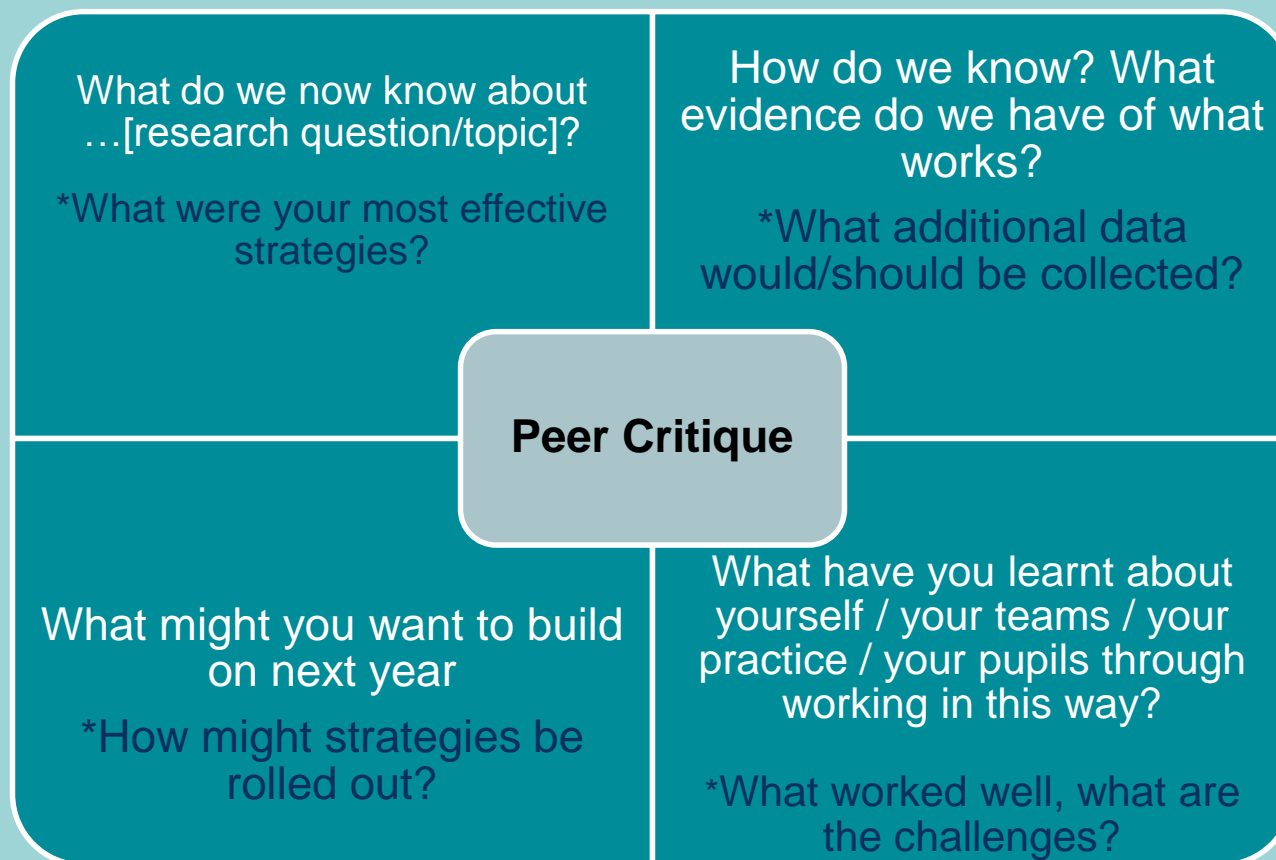 What do we now know about
…[research question/topic]?
*What were your most effective
strategies?
How do we know? What
evidence do we have of what
works?
*What additional data
would/should be collected?
Peer Critique
What might you want to build
on next year
*How might strategies be
rolled out?
What have you learnt about
yourself / your teams / your
practice / your pupils through
working in this way?
*What worked well, what are
the challenges?